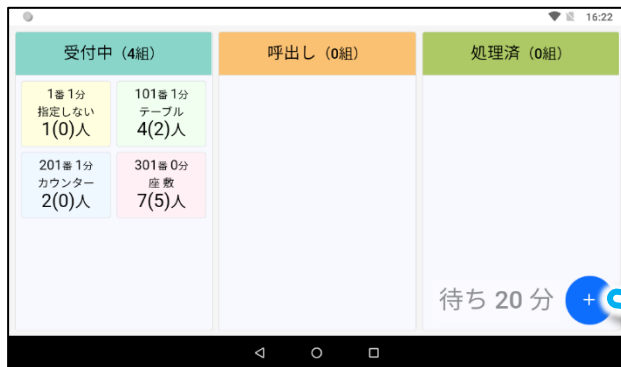 16:22
受付中（4組）
呼出し（0組）
処理済（0組）
1番 1分
指定しない
1(0)人
101番 1分
テーブル
4(2)人
201番 1分
カウンター
2(0)人
301番 0分
座敷
7(5)人
待ち 20 分
+